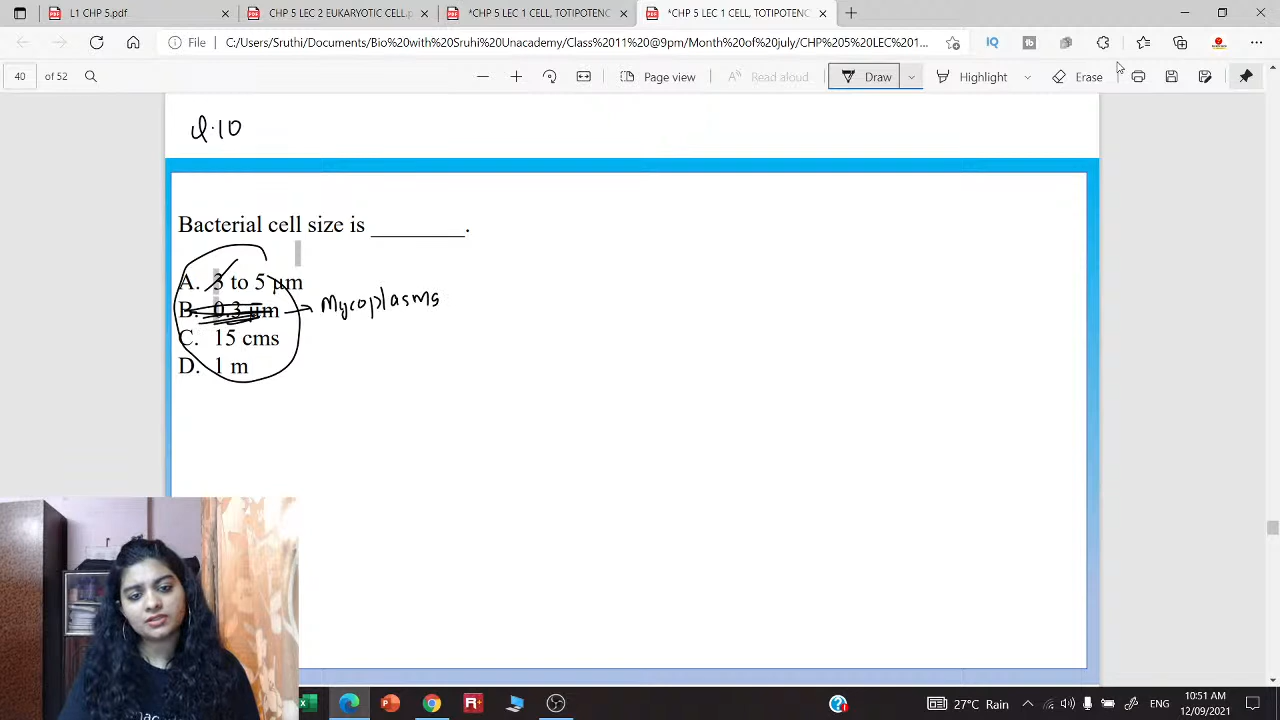 L1 CHP 5.pdf
CHP 5 LEC 2 EUKARYOTIC CELL.p
*CHP 5 LEC 1 CELL, TOTIPOTENC
*CHP 5 LEC 1 CELL, TOTIPOTENC
File
C:/Users/Sruthi/Documents/Bio%20with%20Sruhi%20Unacademy/Class%2011%20@9pm/Month%20of%20july/CHP%205%20LEC%201...
40 of 52
Page view
Read aloud
Draw
Highlight
Erase
Q.10
Bacterial cell size is ________.
A. 3 to 5 µm
B. 0.3 µm → Mycoplasms
C. 15 cms
D. 1 m
27°C Rain
ENG
10:51 AM
12/09/2021